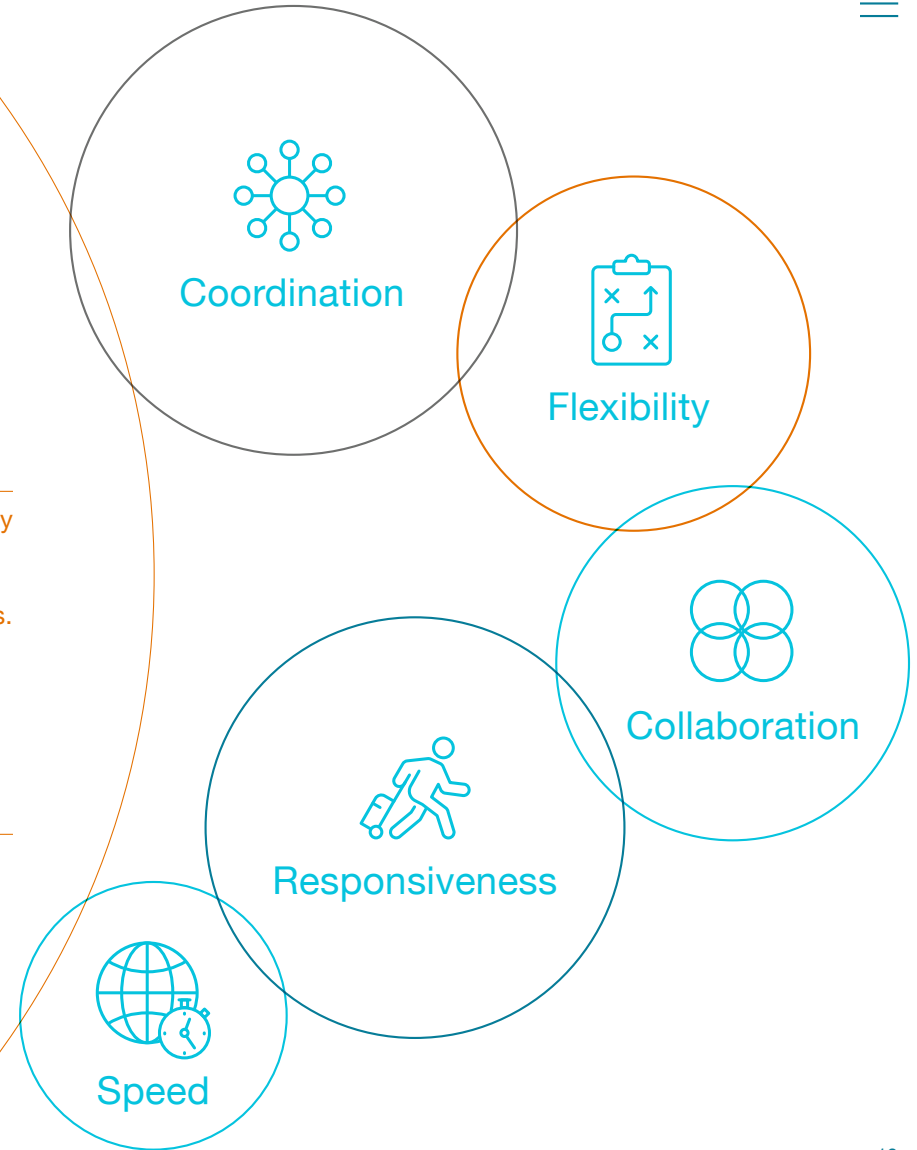 Coordination
Flexibility
y
s.
Collaboration
Responsiveness
Speed